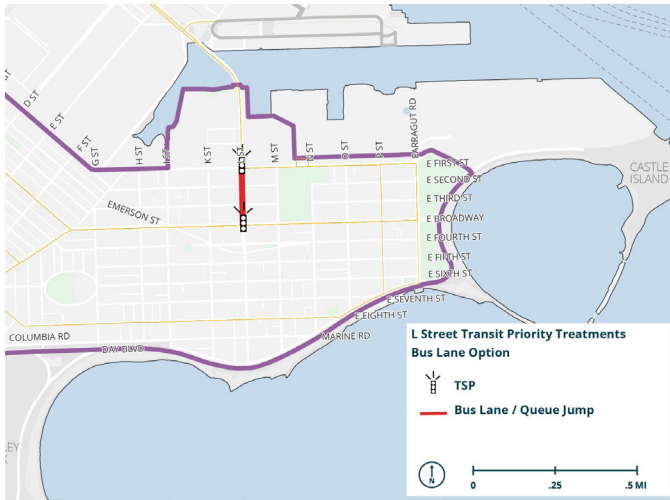 D ST
E ST
F ST
G ST
H ST
I ST
K ST
L ST
M ST
N ST
O ST
P ST
FARRAGUT RD
E FIRST ST
E SECOND ST
E THIRD ST
E BROADWAY
E FOURTH ST
E FIFTH ST
E SIXTH ST
E SEVENTH ST
E EIGHTH ST
MARINE RD
CASTLE
ISLAND
EMERSON ST
COLUMBIA RD
DAY BLVD
L Street Transit Priority Treatments
Bus Lane Option
TSP
Bus Lane / Queue Jump
N
0
.25
.5 MI